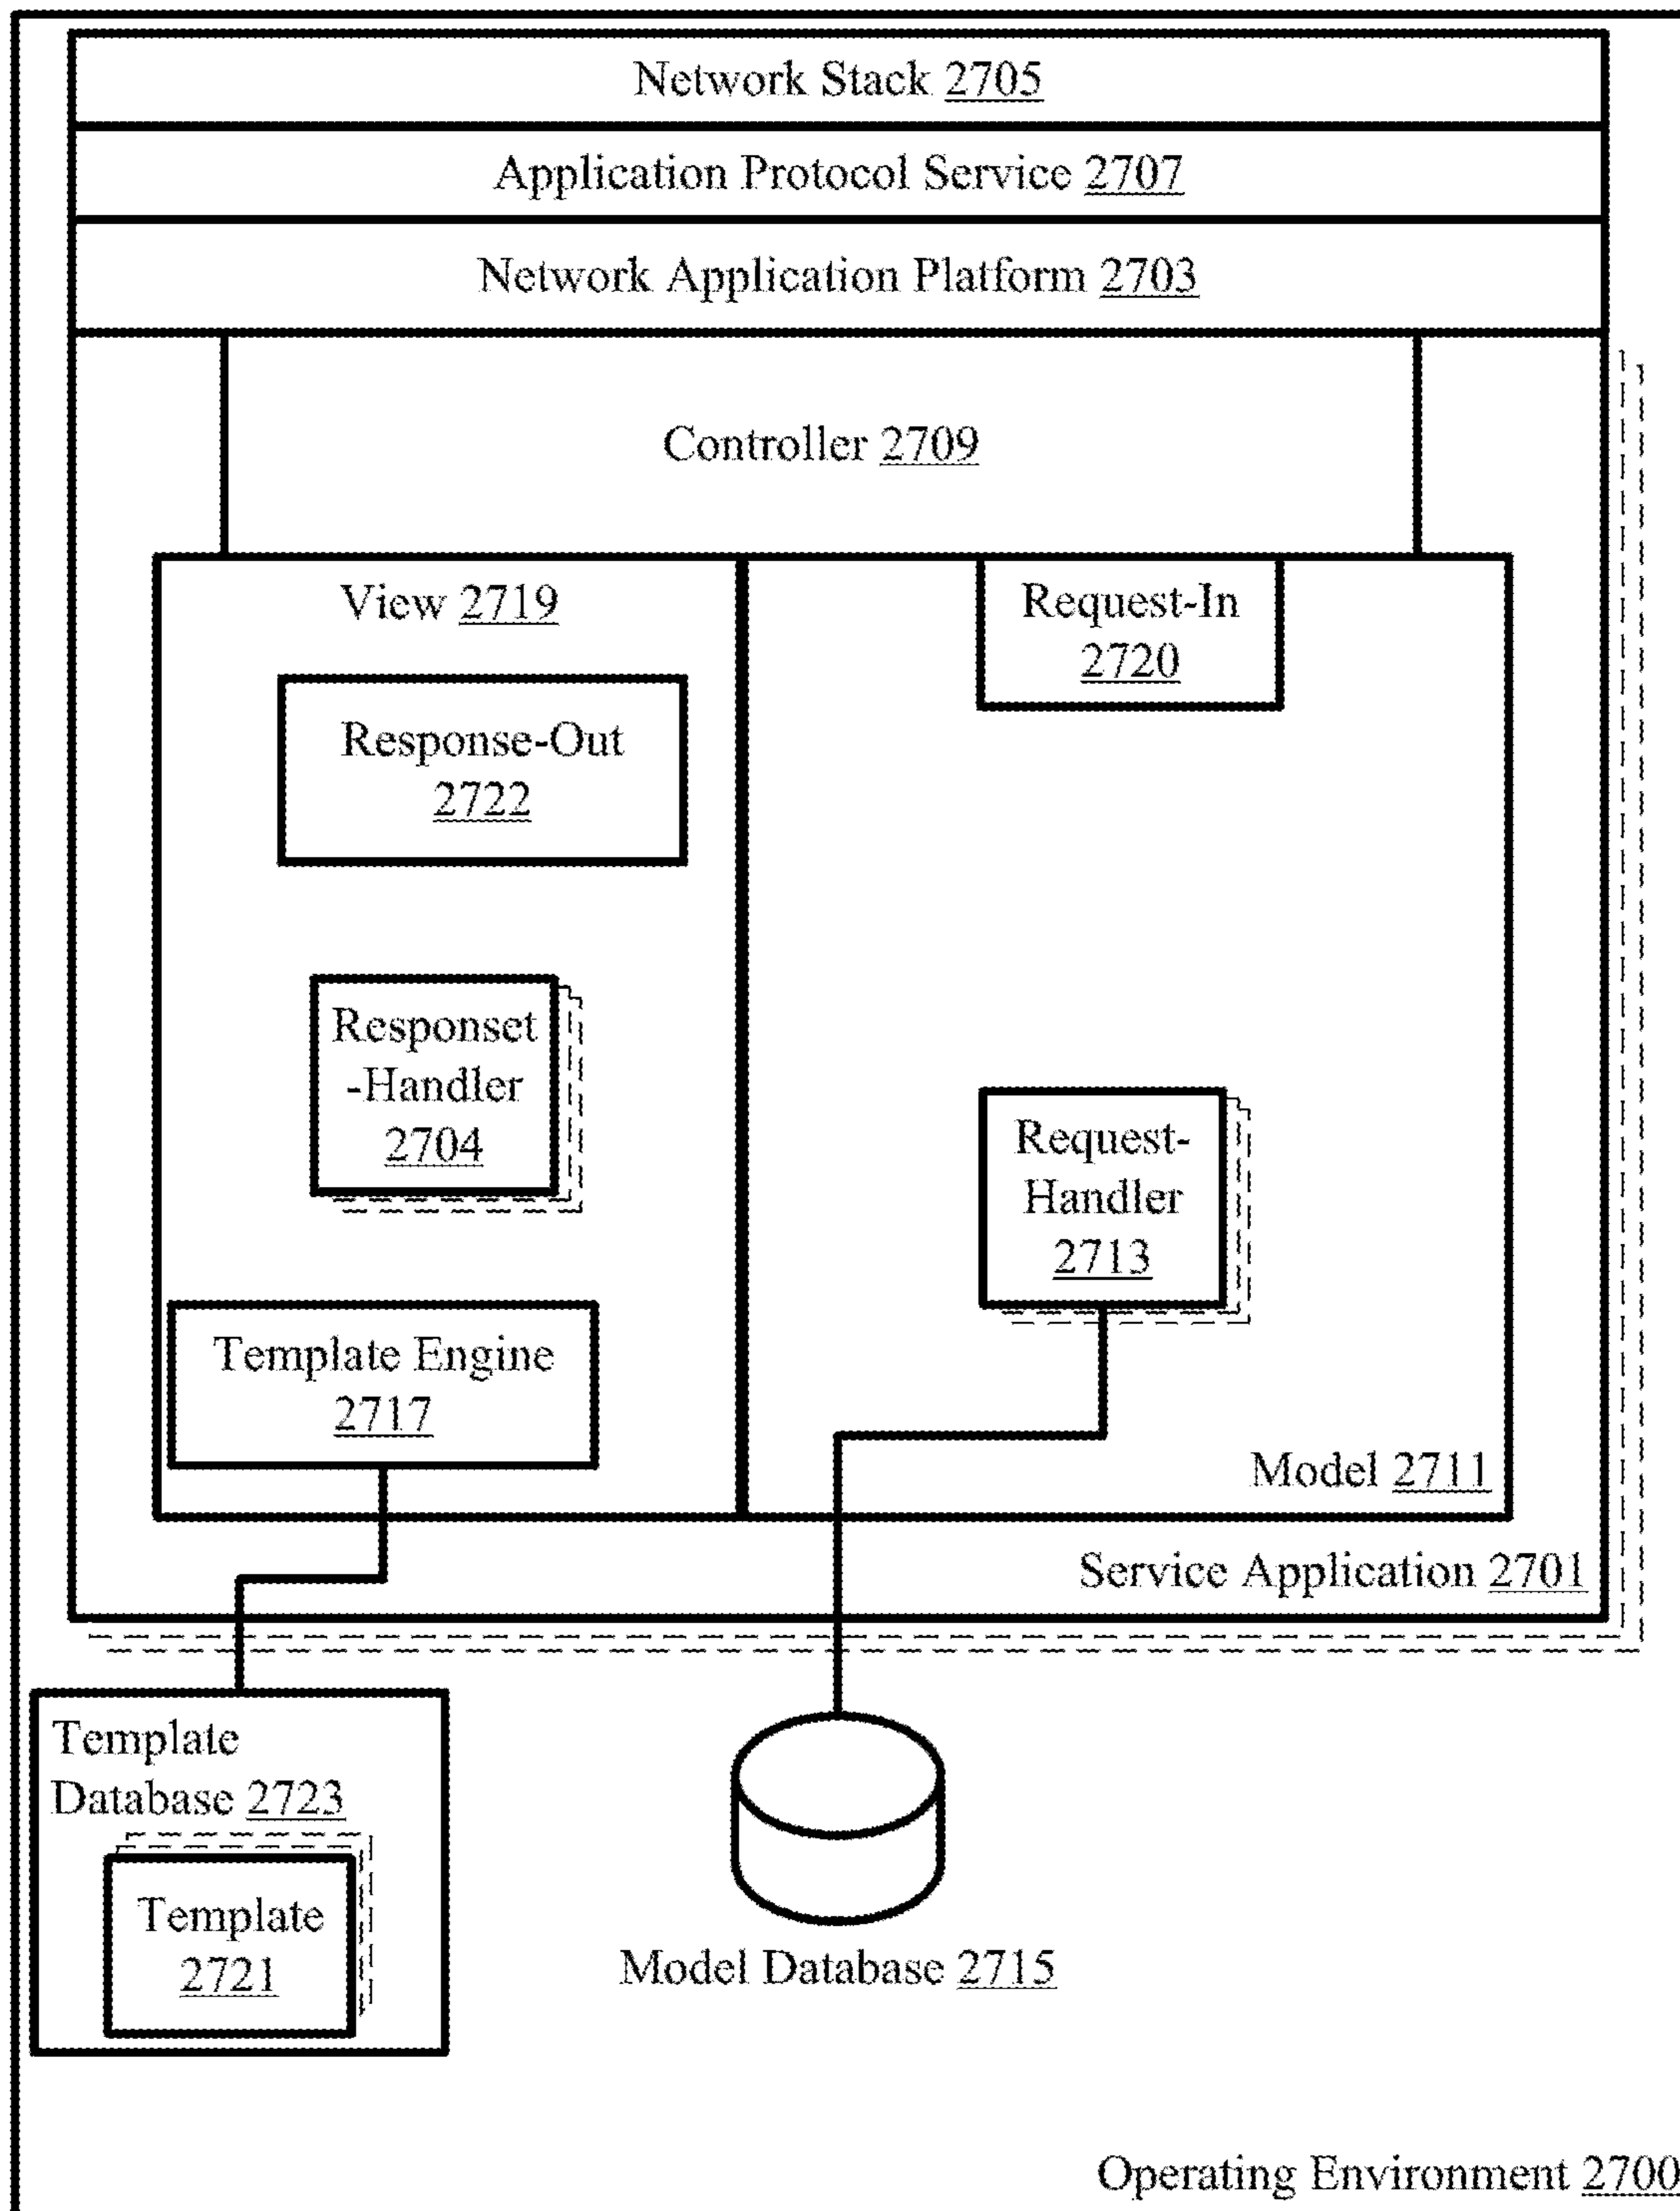 Network Stack 2705
Application Protocol Service 2707
Network Application Platform 2703
Controller 2709
View 2719
Response-Out
2722
Responset
-Handler
2704
Template Engine
2717
Request-In
2720
Request-
Handler
2713
Model 2711
Service Application 2701
Template
Database 2723
Template
2721
Model Database 2715
Operating Environment 2700